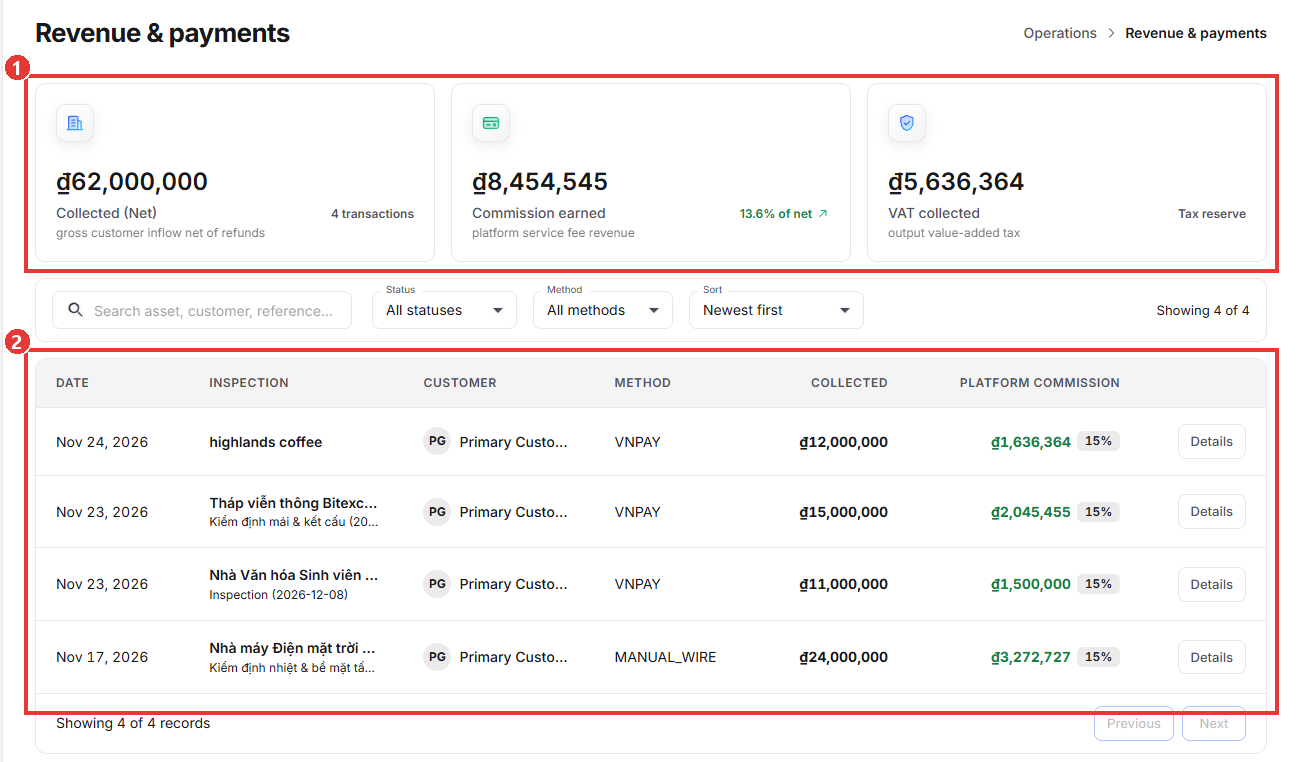 Revenue & payments
Operations > Revenue & payments
1
₫62,000,000
Collected (Net) 4 transactions
gross customer inflow net of refunds
₫8,454,545
Commission earned 13.6% of net ↗
platform service fee revenue
₫5,636,364
VAT collected Tax reserve
output value-added tax
Search asset, customer, reference...
Status
All statuses
Method
All methods
Sort
Newest first
Showing 4 of 4
2
DATE INSPECTION CUSTOMER METHOD COLLECTED PLATFORM COMMISSION
Nov 24, 2026 highlands coffee PG Primary Custo... VNPAY ₫12,000,000 ₫1,636,364 15% Details
Nov 23, 2026 Tháp viễn thông Bitexc... PG Primary Custo... VNPAY ₫15,000,000 ₫2,045,455 15% Details
Kiểm định mái & kết cấu (20...
Nov 23, 2026 Nhà Văn hóa Sinh viên ... PG Primary Custo... VNPAY ₫11,000,000 ₫1,500,000 15% Details
Inspection (2026-12-08)
Nov 17, 2026 Nhà máy Điện mặt trời ... PG Primary Custo... MANUAL_WIRE ₫24,000,000 ₫3,272,727 15% Details
Kiểm định nhiệt & bề mặt tấ...
Showing 4 of 4 records
Previous Next